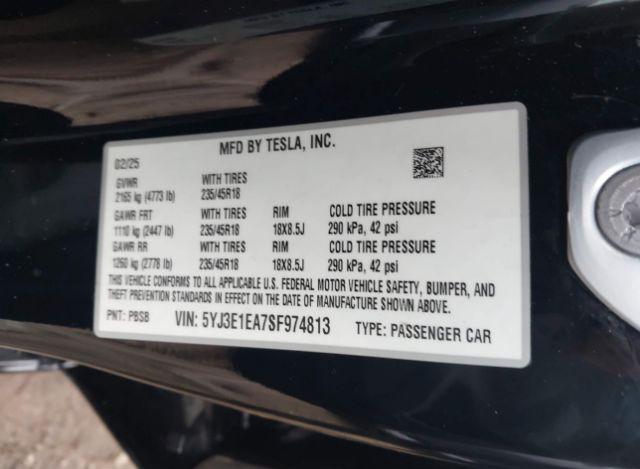 MFD BY TESLA, INC.
02/25
GVWR WITH TIRES
2165 kg (4773 lb) 235/45R18
GAWR FRT WITH TIRES RIM COLD TIRE PRESSURE
1110 kg (2447 lb) 235/45R18 18X8.5J 290 kPa, 42 psi
GAWR RR WITH TIRES RIM COLD TIRE PRESSURE
1260 kg (2778 lb) 235/45R18 18X8.5J 290 kPa, 42 psi
THIS VEHICLE CONFORMS TO ALL APPLICABLE U.S. FEDERAL MOTOR VEHICLE SAFETY, BUMPER, AND
THEFT PREVENTION STANDARDS IN EFFECT ON THE DATE OF MANUFACTURE SHOWN ABOVE.
PNT: PBSB VIN: 5YJ3E1EA7SF974813 TYPE: PASSENGER CAR